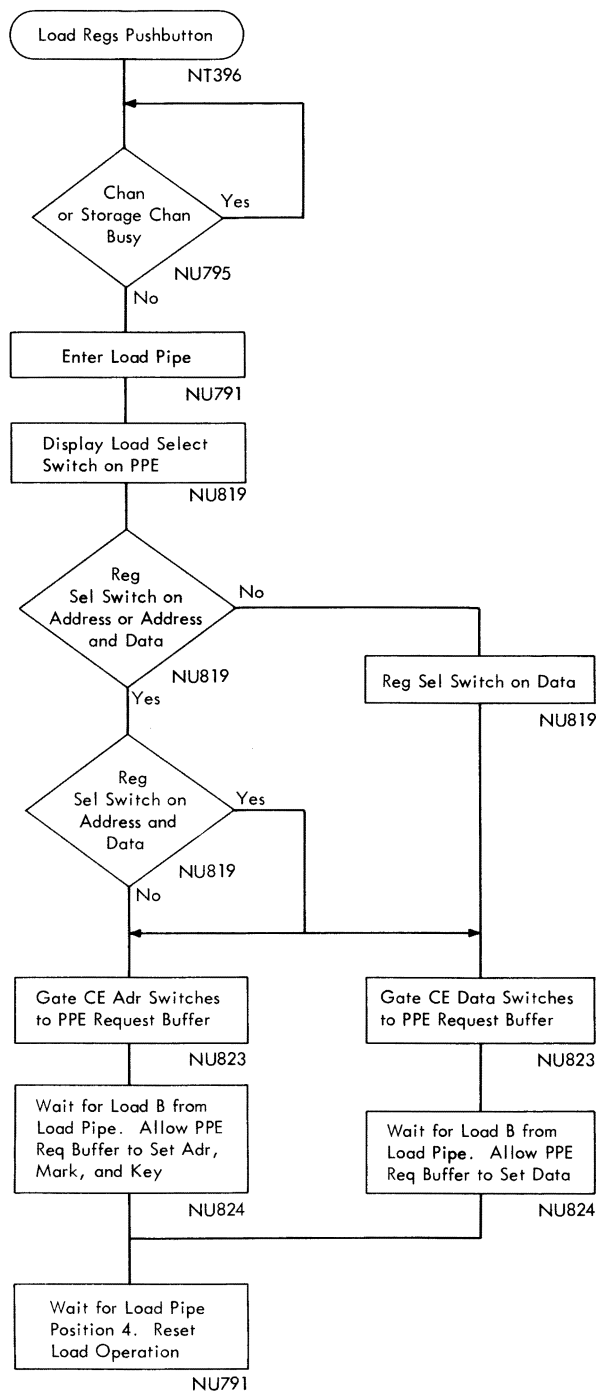 Load Regs Pushbutton
NT396
Chan
or Storage Chan
Busy
Yes
NU795
No
Enter Load Pipe
NU791
Display Load Select
Switch on PPE
NU819
Reg
Sel Switch on
Address or Address
and Data
No
NU819
Yes
Reg Sel Switch on Data
NU819
Reg
Sel Switch on
Address and
Data
Yes
NU819
No
Gate CE Adr Switches
to PPE Request Buffer
NU823
Gate CE Data Switches
to PPE Request Buffer
NU823
Wait for Load B from
Load Pipe. Allow PPE
Req Buffer to Set Adr,
Mark, and Key
NU824
Wait for Load B from
Load Pipe. Allow PPE
Req Buffer to Set Data
NU824
Wait for Load Pipe
Position 4. Reset
Load Operation
NU791